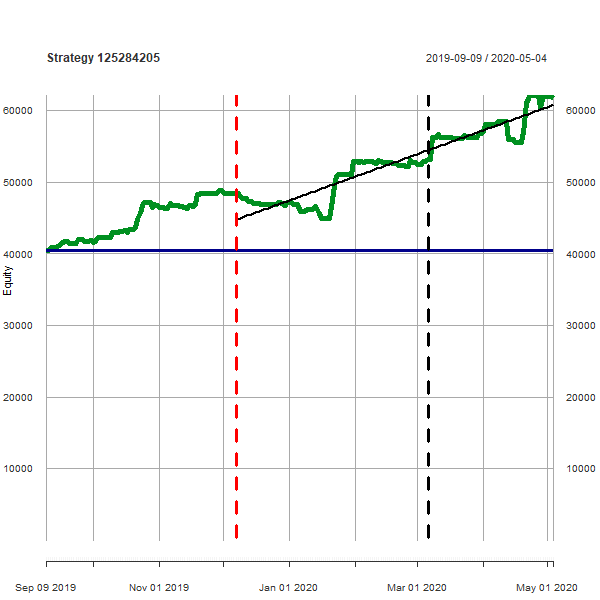 Strategy 125284205
2019-09-09 / 2020-05-04
60000
60000
50000
50000
40000
40000
Equity
30000
30000
20000
20000
10000
10000
Sep 09 2019
Nov 01 2019
Jan 01 2020
Mar 01 2020
May 01 2020